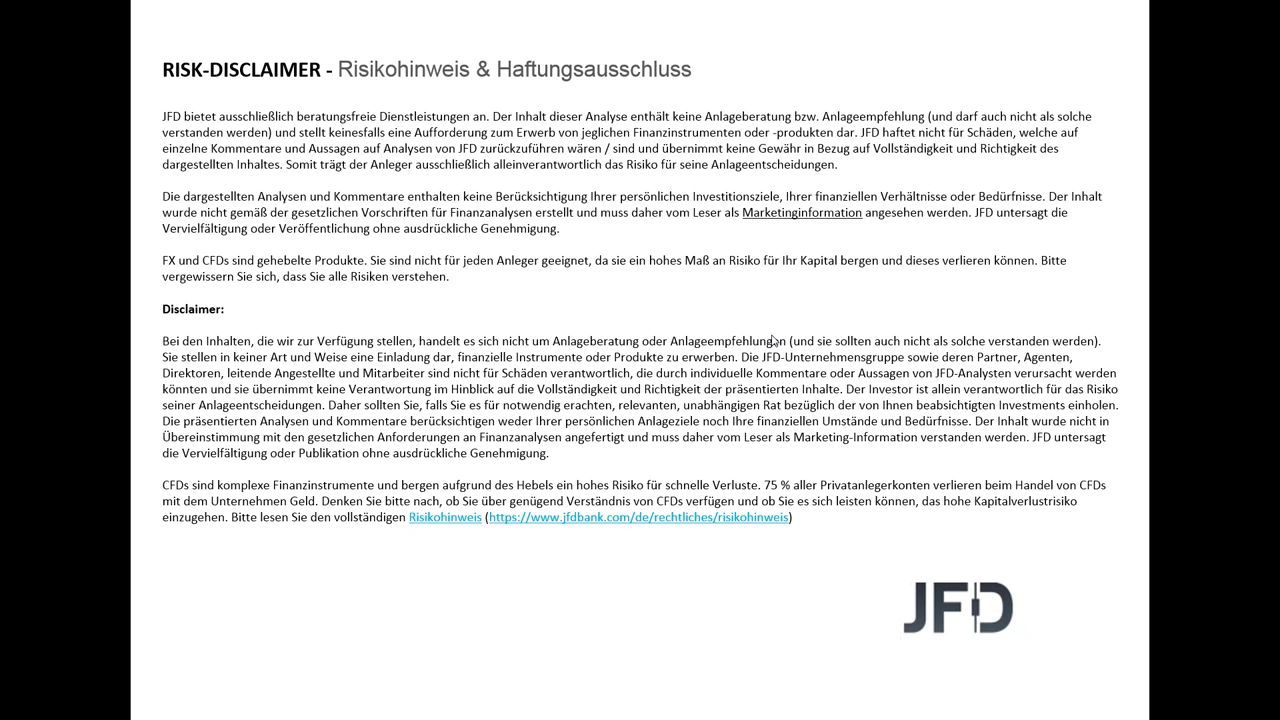 RISK-DISCLAIMER - Risikohinweis & Haftungsausschluss
JFD bietet ausschließlich beratungsfreie Dienstleistungen an. Der Inhalt dieser Analyse enthält keine Anlageberatung bzw. Anlageempfehlung (und darf auch nicht als solche
verstanden werden) und stellt keinesfalls eine Aufforderung zum Erwerb von jeglichen Finanzinstrumenten oder -produkten dar. JFD haftet nicht für Schäden, welche auf
einzelne Kommentare und Aussagen auf Analysen von JFD zurückzuführen wären / sind und übernimmt keine Gewähr in Bezug auf Vollständigkeit und Richtigkeit des
dargestellten Inhaltes. Somit trägt der Anleger ausschließlich alleinverantwortlich das Risiko für seine Anlageentscheidungen.
Die dargestellten Analysen und Kommentare enthalten keine Berücksichtigung Ihrer persönlichen Investitionsziele, Ihrer finanziellen Verhältnisse oder Bedürfnisse. Der Inhalt
wurde nicht gemäß der gesetzlichen Vorschriften für Finanzanalysen erstellt und muss daher vom Leser als Marketinginformation angesehen werden. JFD untersagt die
Vervielfältigung oder Veröffentlichung ohne ausdrückliche Genehmigung.
FX und CFDs sind gehebelte Produkte. Sie sind nicht für jeden Anleger geeignet, da sie ein hohes Maß an Risiko für Ihr Kapital bergen und dieses verlieren können. Bitte
vergewissern Sie sich, dass Sie alle Risiken verstehen.
Disclaimer:
Bei den Inhalten, die wir zur Verfügung stellen, handelt es sich nicht um Anlageberatung oder Anlageempfehlungen (und sie sollten auch nicht als solche verstanden werden).
Sie stellen in keiner Art und Weise eine Einladung dar, finanzielle Instrumente oder Produkte zu erwerben. Die JFD-Unternehmensgruppe sowie deren Partner, Agenten,
Direktoren, leitende Angestellte und Mitarbeiter sind nicht für Schäden verantwortlich, die durch individuelle Kommentare oder Aussagen von JFD-Analysten verursacht werden
könnten und sie übernimmt keine Verantwortung im Hinblick auf die Vollständigkeit und Richtigkeit der präsentierten Inhalte. Der Investor ist allein verantwortlich für das Risiko
seiner Anlageentscheidungen. Daher sollten Sie, falls Sie es für notwendig erachten, relevanten, unabhängigen Rat bezüglich der von Ihnen beabsichtigten Investments einholen.
Die präsentierten Analysen und Kommentare berücksichtigen weder Ihrer persönlichen Anlageziele noch Ihre finanziellen Umstände und Bedürfnisse. Der Inhalt wurde nicht in
Übereinstimmung mit den gesetzlichen Anforderungen an Finanzanalysen angefertigt und muss daher vom Leser als Marketing-Information verstanden werden. JFD untersagt
die Vervielfältigung oder Publikation ohne ausdrückliche Genehmigung.
CFDs sind komplexe Finanzinstrumente und bergen aufgrund des Hebels ein hohes Risiko für schnelle Verluste. 75 % aller Privatanlegerkonten verlieren beim Handel von CFDs
mit dem Unternehmen Geld. Denken Sie bitte nach, ob Sie über genügend Verständnis von CFDs verfügen und ob Sie es sich leisten können, das hohe Kapitalverlustrisiko
einzugehen. Bitte lesen Sie den vollständigen Risikohinweis (https://www.jfdbank.com/de/rechtliches/risikohinweis)
JFD